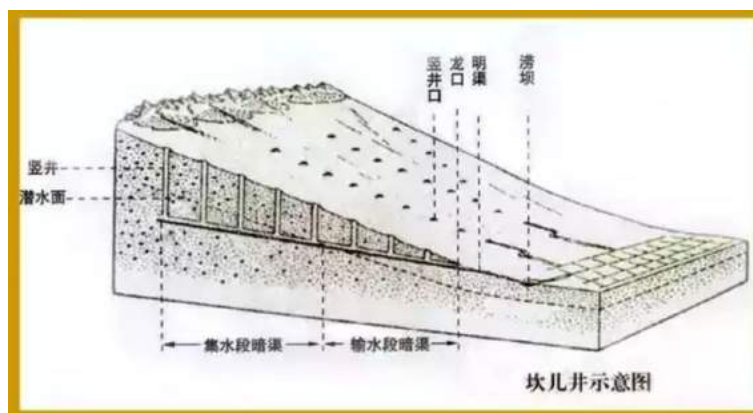 竖井口
龙口
明渠
涝坝
竖井
潜水面
集水段暗渠
输水段暗渠
坎儿井示意图